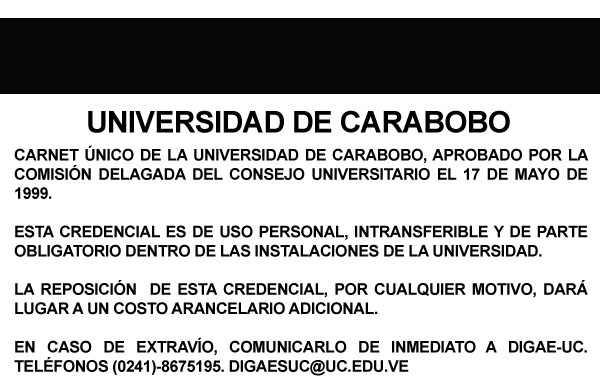 UNIVERSIDAD DE CARABOBO
CARNET ÚNICO DE LA UNIVERSIDAD DE CARABOBO, APROBADO POR LA
COMISIÓN DELAGADA DEL CONSEJO UNIVERSITARIO EL 17 DE MAYO DE
1999.
ESTA CREDENCIAL ES DE USO PERSONAL, INTRANSFERIBLE Y DE PARTE
OBLIGATORIO DENTRO DE LAS INSTALACIONES DE LA UNIVERSIDAD.
LA REPOSICIÓN DE ESTA CREDENCIAL, POR CUALQUIER MOTIVO, DARÁ
LUGAR A UN COSTO ARANCELARIO ADICIONAL.
EN CASO DE EXTRAVÍO, COMUNICARLO DE INMEDIATO A DIGAE-UC.
TELÉFONOS (0241)-8675195. DIGAESUC@UC.EDU.VE